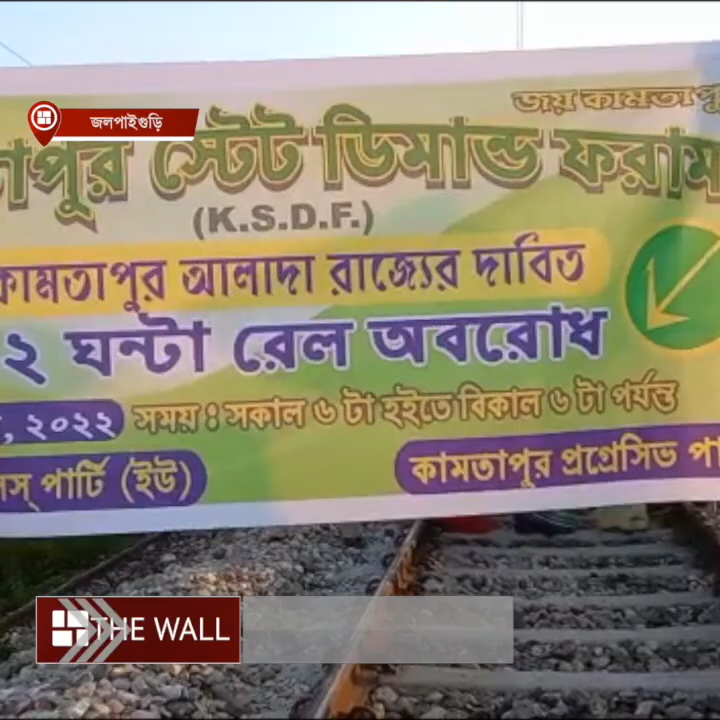 জলপাইগুড়ি
জয় কামতাপু
াপুর স্টেট ডিমান্ড ফরাম
(K.S.D.F.)
কামতাপুর আলাদা রাজ্যের দাবিত
২ ঘন্টা রেল অবরোধ
, ২০২২ সময় : সকাল ৬ টা হইতে বিকাল ৬ টা পর্যন্ত
স্ পার্টি (ইউ)
কামতাপুর প্রগ্রেসিভ পা
THE WALL